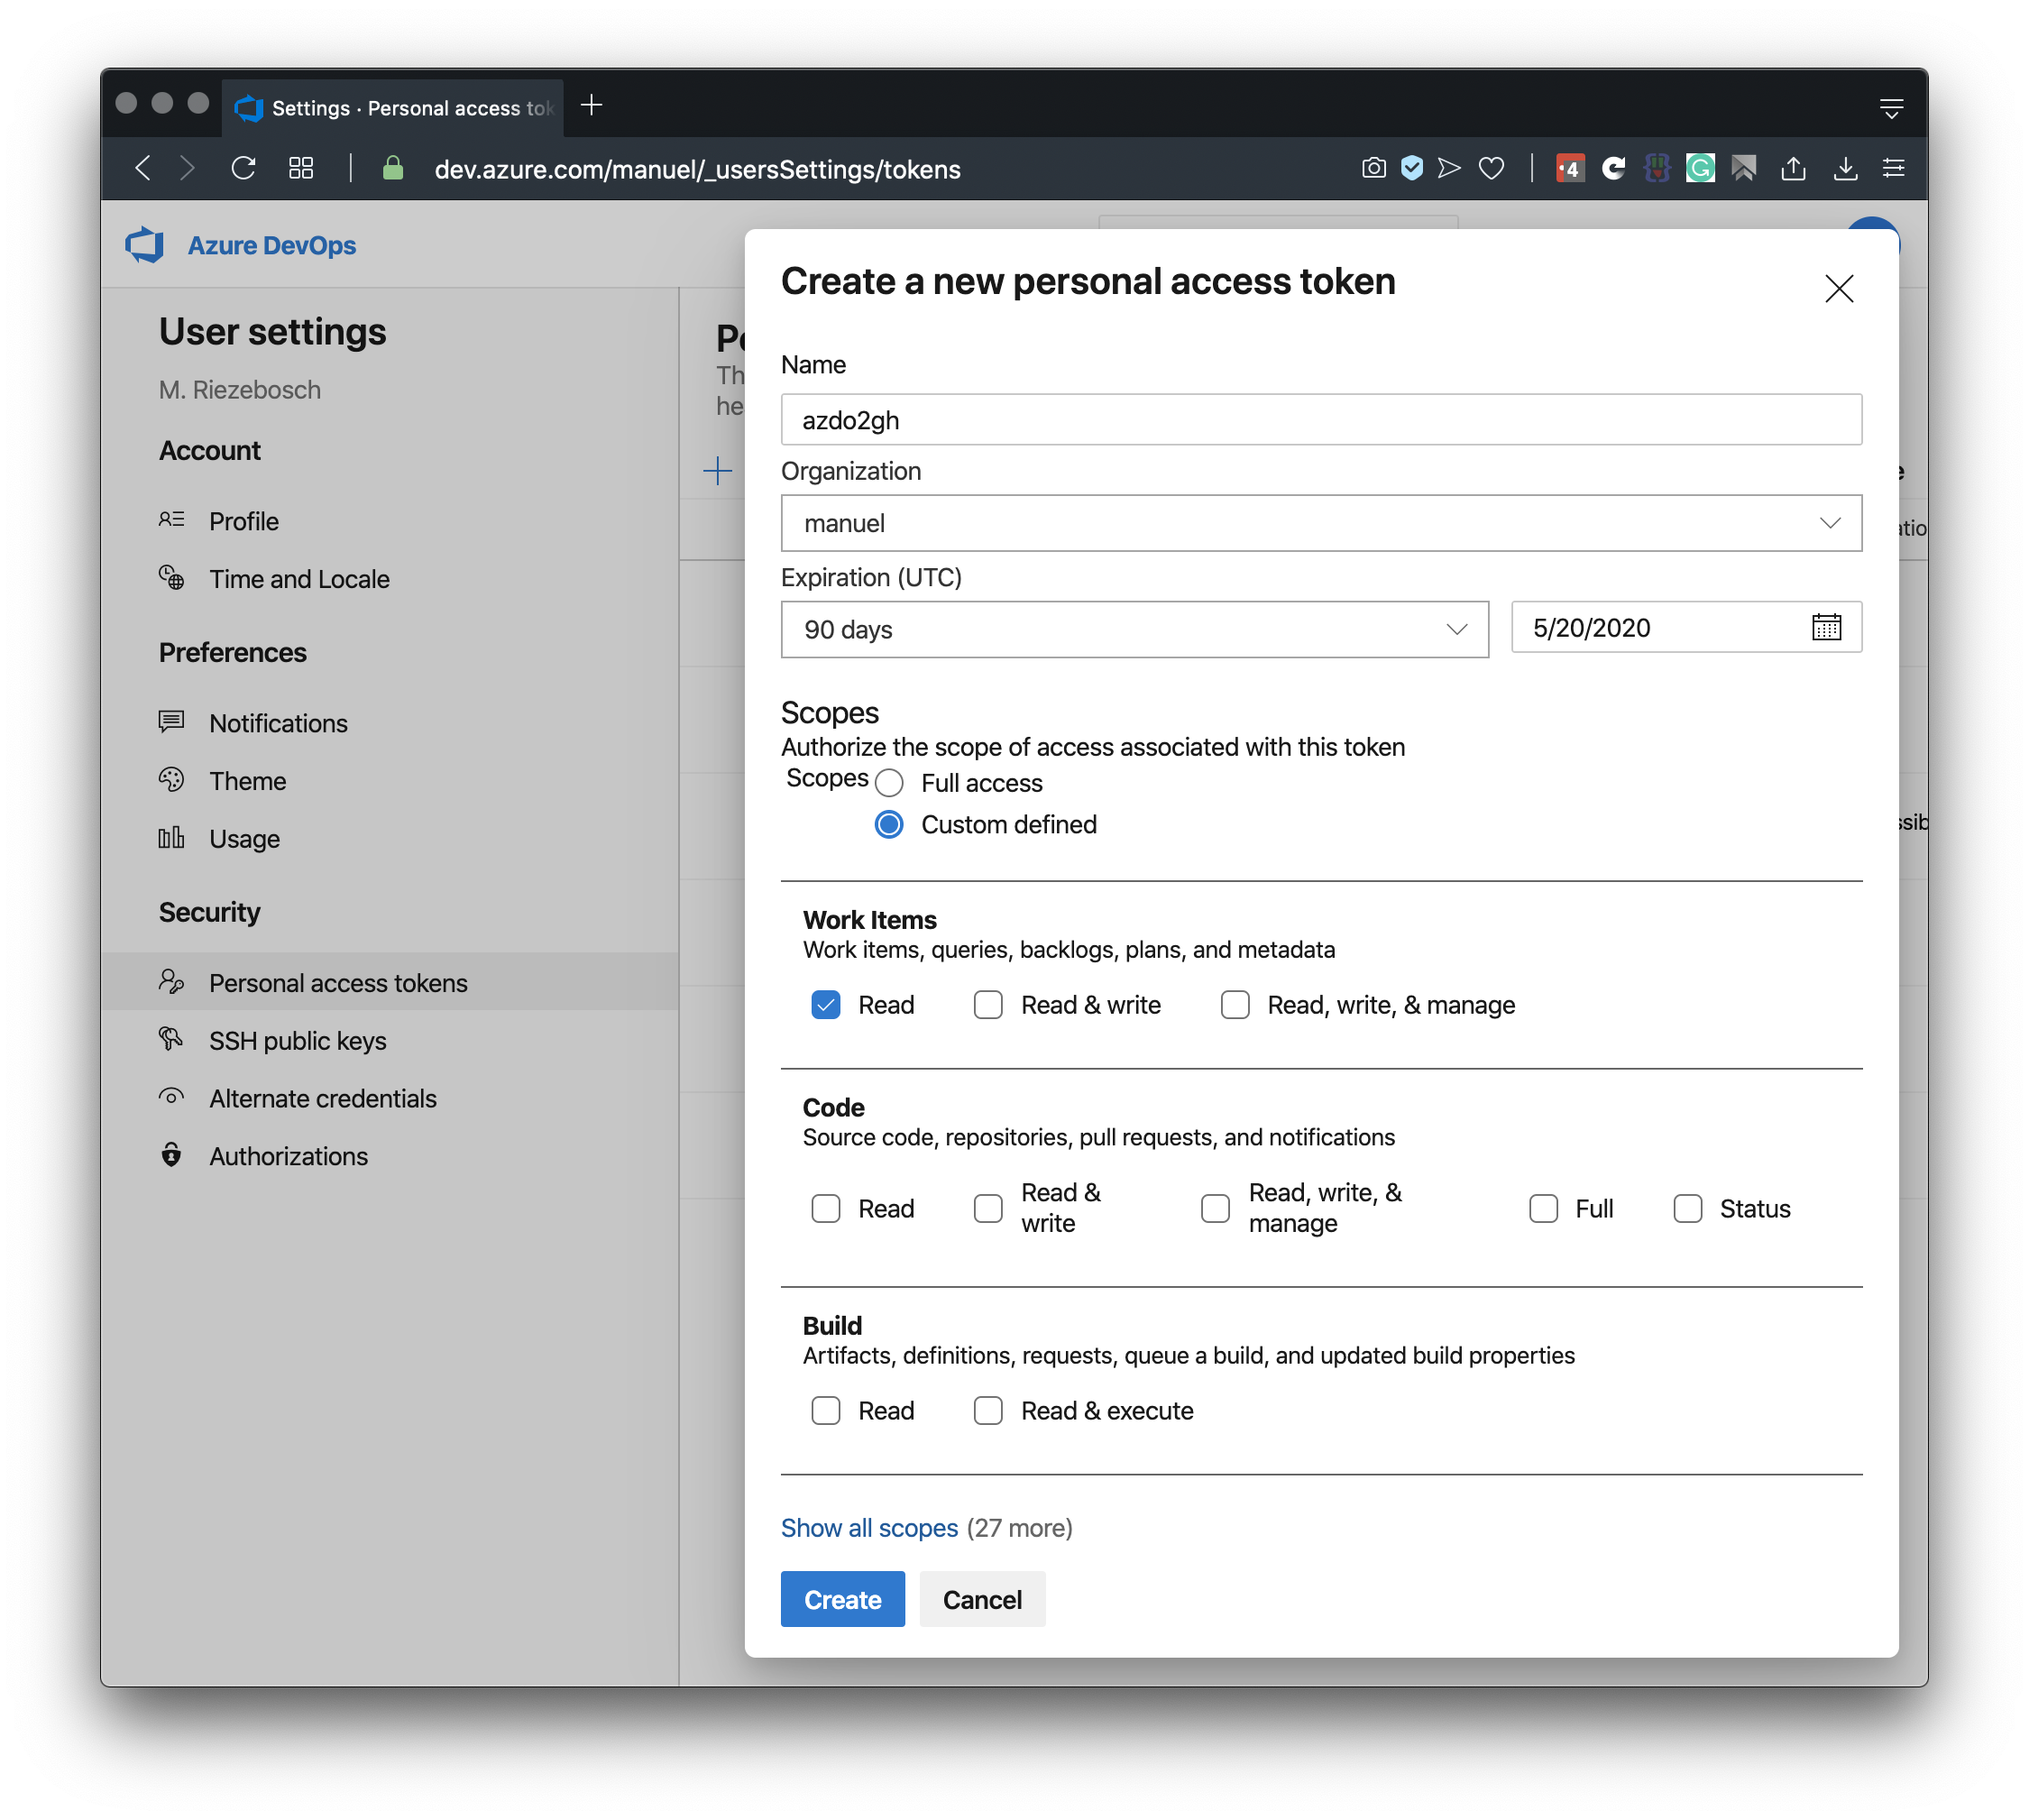 Settings · Personal access tok
dev.azure.com/manuel/_usersSettings/tokens
4
Azure DevOps
User settings
M. Riezebosch
Account
Profile
Time and Locale
Preferences
Notifications
Theme
Usage
Security
Personal access tokens
SSH public keys
Alternate credentials
Authorizations
Create a new personal access token
Name
azdo2gh
Organization
manuel
Expiration (UTC)
90 days
5/20/2020
Scopes
Authorize the scope of access associated with this token
Scopes
Full access
Custom defined
Work Items
Work items, queries, backlogs, plans, and metadata
Read Read & write Read, write, & manage
Code
Source code, repositories, pull requests, and notifications
Read Read & write Read, write, & manage Full Status
Build
Artifacts, definitions, requests, queue a build, and updated build properties
Read Read & execute
Show all scopes (27 more)
Create Cancel